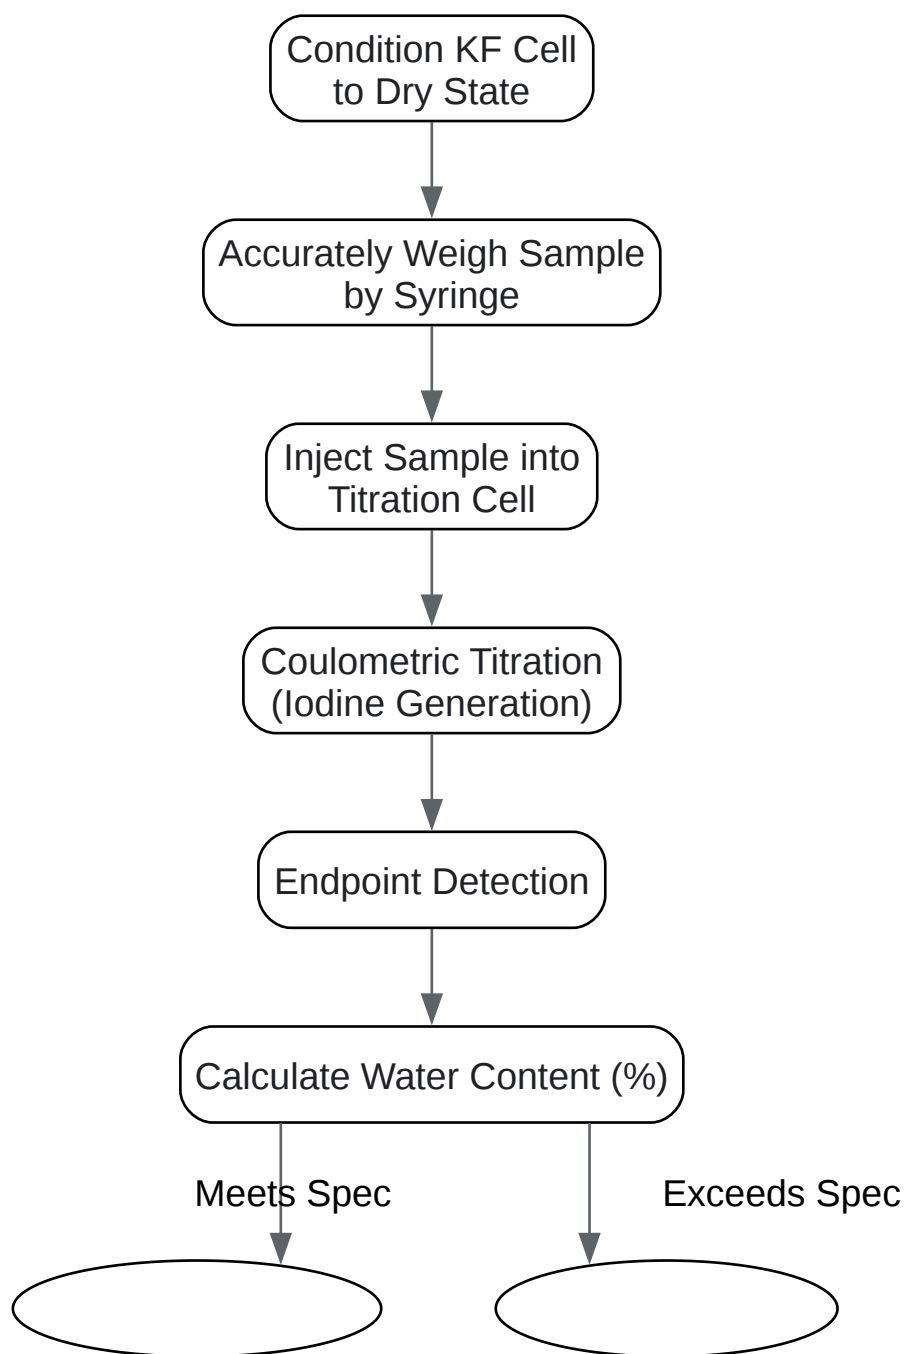 Condition KF Cell
to Dry State
Accurately Weigh Sample
by Syringe
Inject Sample into
Titration Cell
Coulometric Titration
(Iodine Generation)
Endpoint Detection
Calculate Water Content (%)
Meets Spec
Exceeds Spec